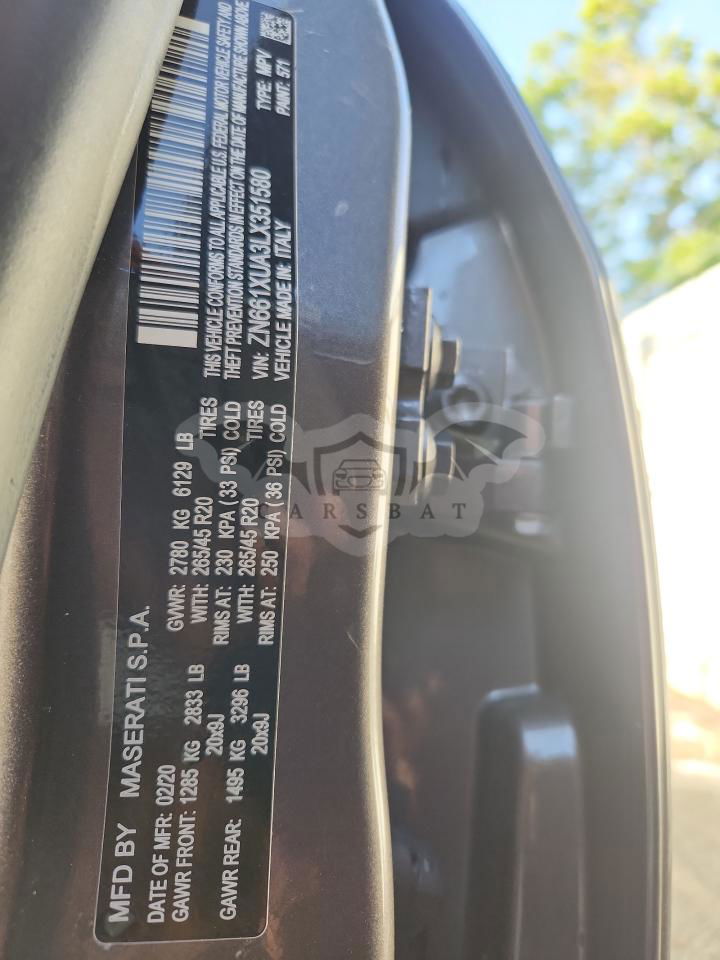 MFD BY MASERATI S.P.A.
DATE OF MFR: 02/20
GAWR FRONT: 1285 KG 2833 LB
20x9J
GAWR REAR: 1495 KG 3296 LB
20x9J
GVWR: 2780 KG 6129 LB
WITH: 265/45 R20 TIRES
RIMS AT: 230 KPA (33 PSI) COLD
WITH: 265/45 R20 TIRES
RIMS AT: 250 KPA (36 PSI) COLD
THIS VEHICLE CONFORMS TO ALL APPLICABLE U.S. FEDERAL MOTOR VEHICLE SAFETY AND
THEFT PREVENTION STANDARDS IN EFFECT ON THE DATE OF MANUFACTURE SHOWN ABOVE
VIN: ZN661XUA3LX351580 TYPE: MPV
VEHICLE MADE IN: ITALY PAINT: 571
CARSBAT